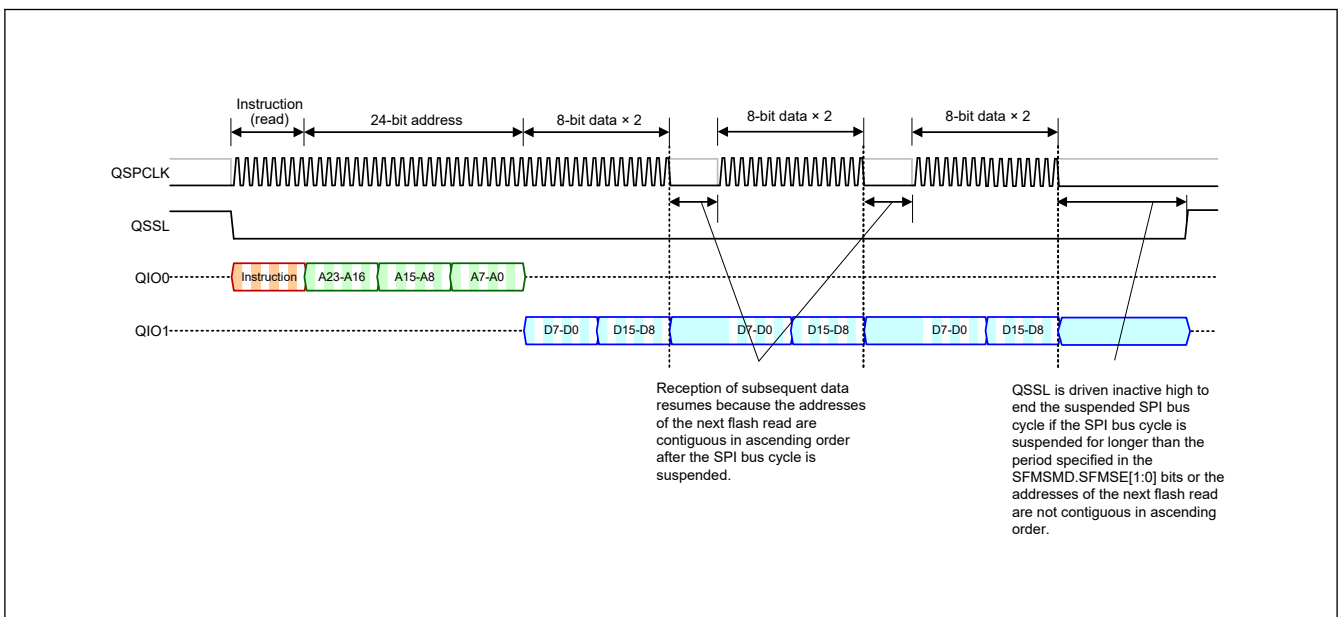 Instruction
(read)
24-bit address
8-bit data × 2
8-bit data × 2
8-bit data × 2
QSPCLK
QSSL
QIO0
Instruction
A23-A16
A15-A8
A7-A0
QIO1
D7-D0
D15-D8
D7-D0
D15-D8
D7-D0
D15-D8
Reception of subsequent data
resumes because the addresses
of the next flash read are
contiguous in ascending order
after the SPI bus cycle is
suspended.
QSSL is driven inactive high to
end the suspended SPI bus
cycle if the SPI bus cycle is
suspended for longer than the
period specified in the
SFMSMD.SFMSE[1:0] bits or the
addresses of the next flash read
are not contiguous in ascending
order.